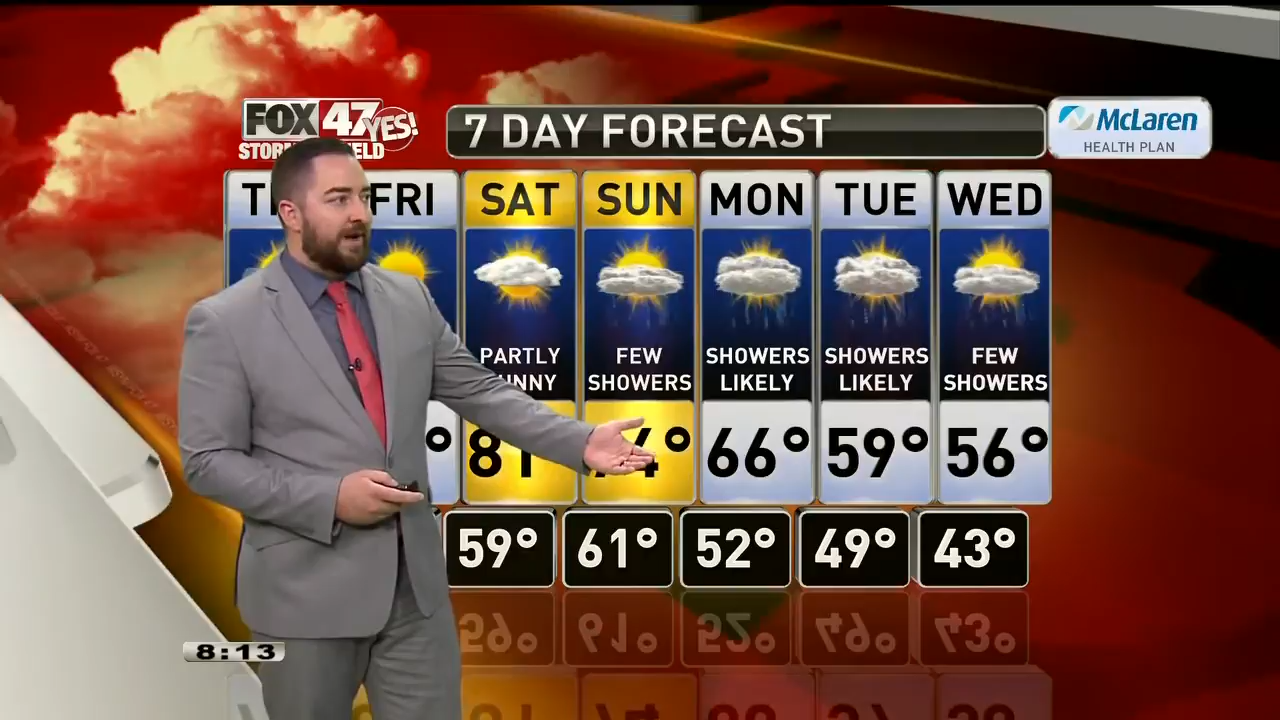 FOX 47 YES!
7 DAY FORECAST
McLaren
HEALTH PLAN
FRI SAT SUN MON TUE WED
PARTLY FEW SHOWERS SHOWERS FEW
SHOWERS LIKELY LIKELY SHOWERS
81° 66° 59° 56°
59° 61° 52° 49° 43°
8:13